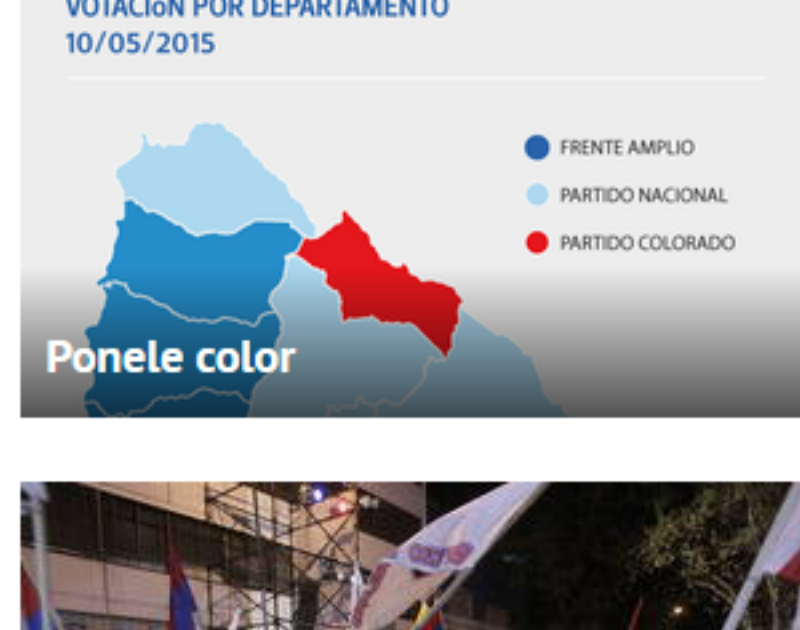 VOTACIóN POR DEPARTAMENTO
10/05/2015
FRENTE AMPLIO
PARTIDO NACIONAL
PARTIDO COLORADO
Ponele color